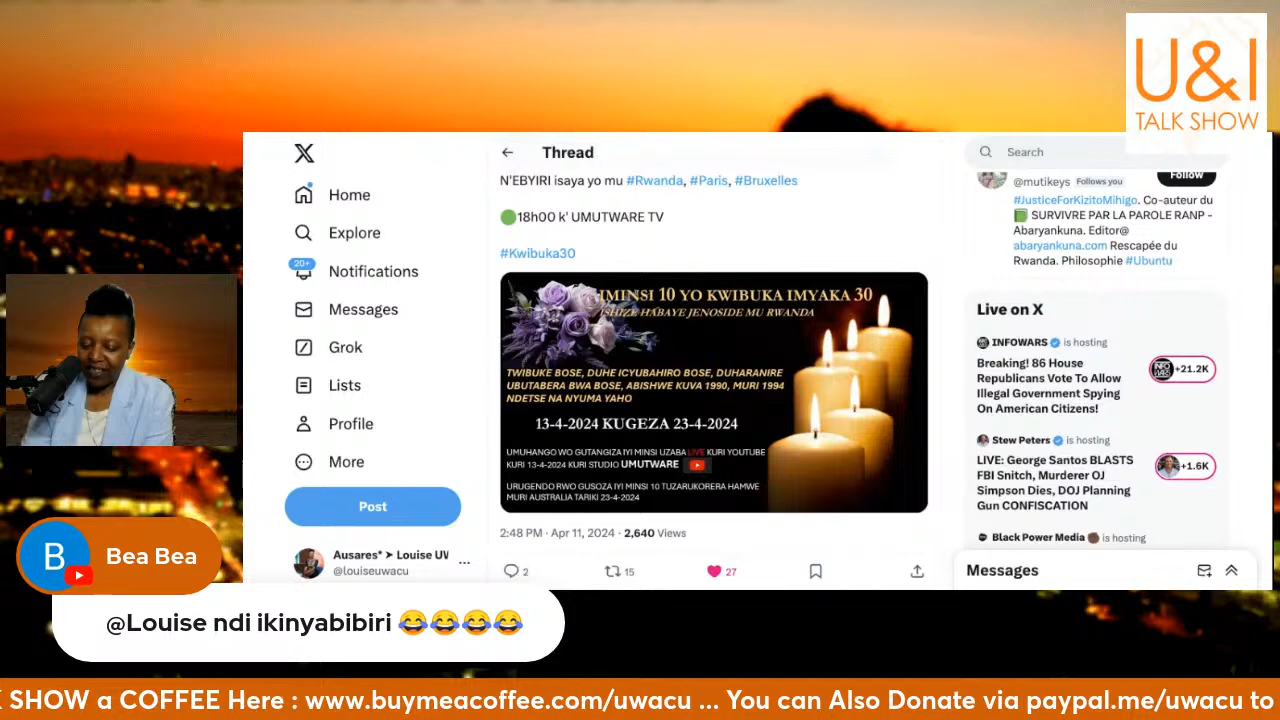 U&I
TALK SHOW
X
Home
Explore
20+
Notifications
Messages
Grok
Lists
Profile
More
Post
Ausares* ➤ Louise UW
@louiseuwacu
...
Thread
N'EBYIRI isaya yo mu #Rwanda, #Paris, #Bruxelles
🟢18h00 k' UMUTWARE TV
#Kwibuka30
IMINSI 10 YO KWIBUKA IMYAKA 30
ISHIZE HABAYE JENOSIDE MU RWANDA
TWIBUKE BOSE, DUHE ICYUBAHIRO BOSE, DUHARANIRE
UBUTABERA BWA BOSE, ABISHWE KUVA 1990, MURI 1994
NDETSE NA NYUMA YAHO
13-4-2024 KUGEZA 23-4-2024
UMUHANGO WO GUTANGIZA IYI MINSI UZABA LIVE KURI YOUTUBE
KURI 13-4-2024 KURI STUDIO UMUTWARE
URUGENDO RWO GUSOZA IYI MINSI 10 TUZARUKORERA HAMWE
MURI AUSTRALIA TARIKI 23-4-2024
2:48 PM · Apr 11, 2024 · 2,640 Views
2 15 27
Search
@mutikeys Follows you
Follow
#JusticeForKizitoMihigo. Co-auteur du
📗 SURVIVRE PAR LA PAROLE RANP -
Abaryankuna. Editor@
abaryankuna.com Rescapée du
Rwanda. Philosophie #Ubuntu
Live on X
INFOWARS is hosting
Breaking! 86 House
Republicans Vote To Allow
Illegal Government Spying
On American Citizens!
+21.2K
Stew Peters is hosting
LIVE: George Santos BLASTS
FBI Snitch, Murderer OJ
Simpson Dies, DOJ Planning
Gun CONFISCATION
+1.6K
Black Power Media is hosting
Messages
B
Bea Bea
@Louise ndi ikinyabibiri 😂😂😂😂
K SHOW a COFFEE Here : www.buymeacoffee.com/uwacu ... You can Also Donate via paypal.me/uwacu to